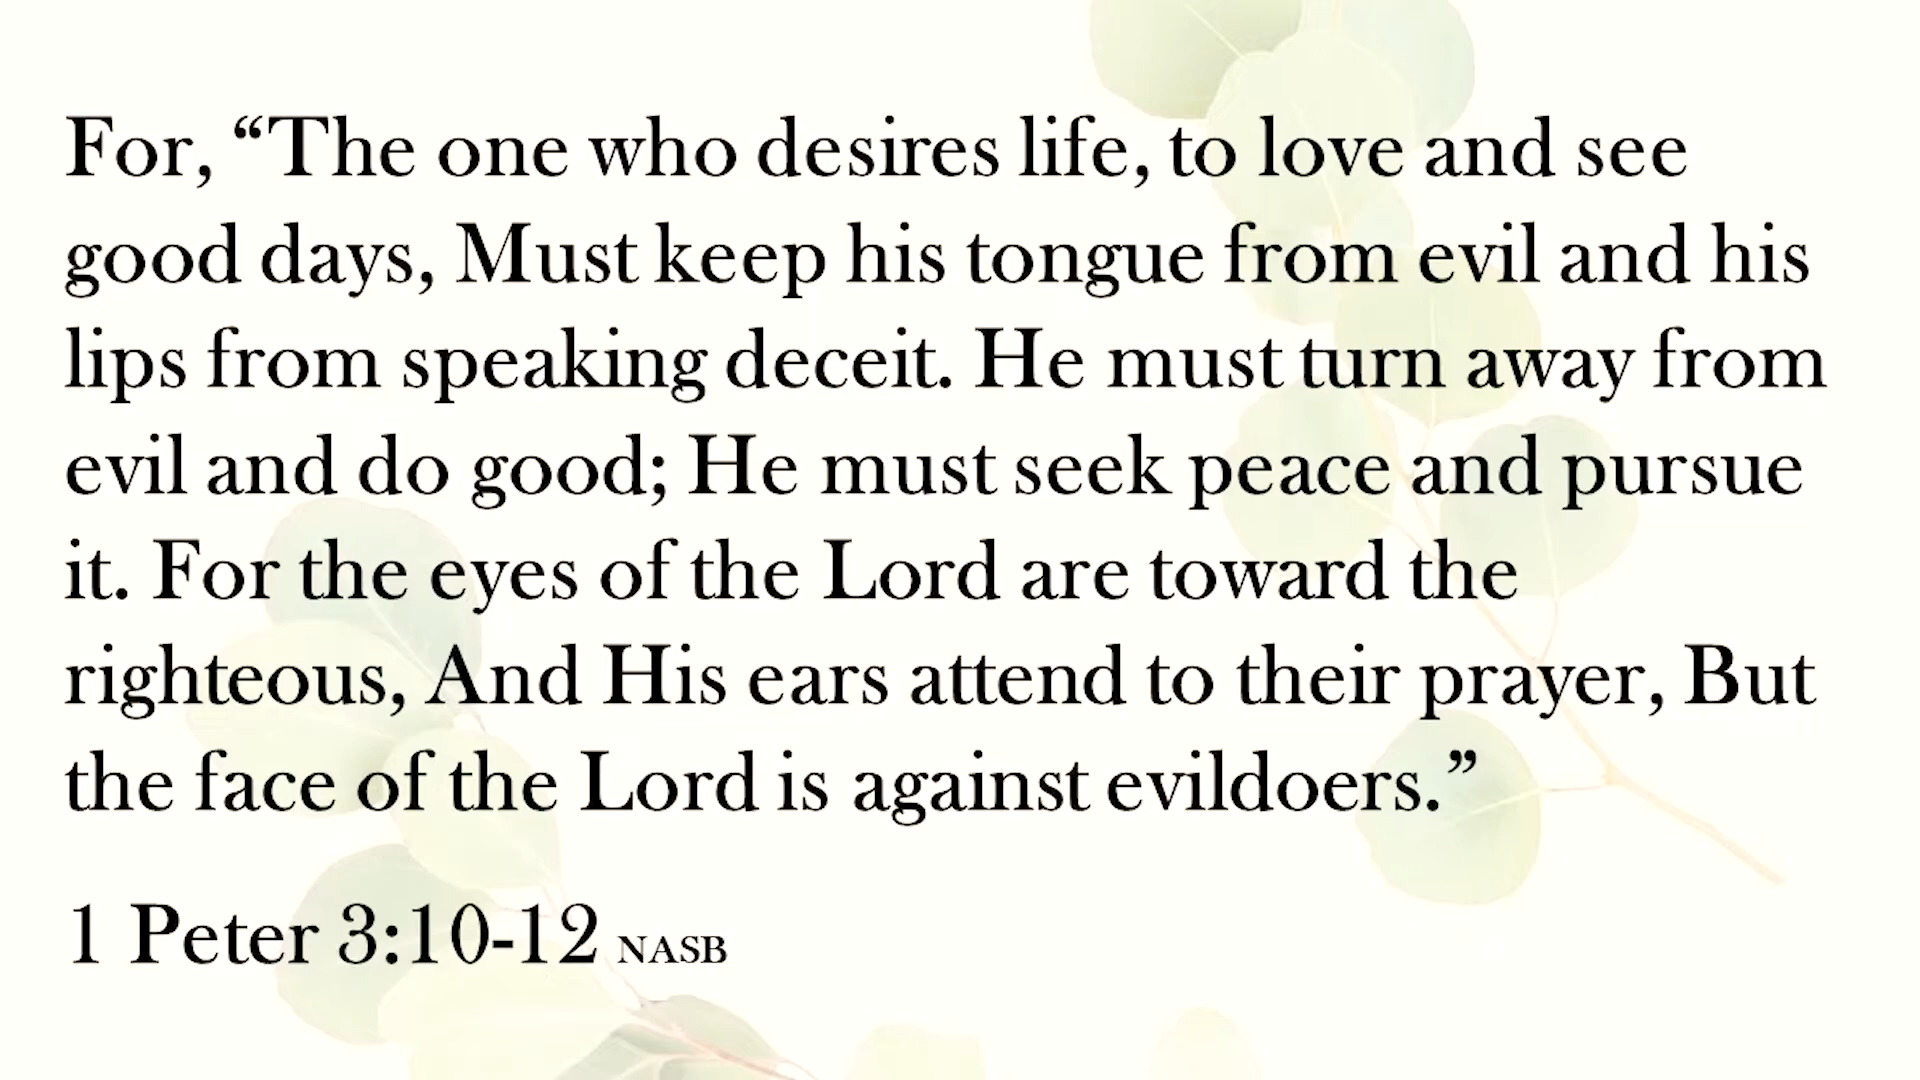 For, “The one who desires life, to love and see
good days, Must keep his tongue from evil and his
lips from speaking deceit. He must turn away from
evil and do good; He must seek peace and pursue
it. For the eyes of the Lord are toward the
righteous, And His ears attend to their prayer, But
the face of the Lord is against evildoers.”
1 Peter 3:10-12 NASB